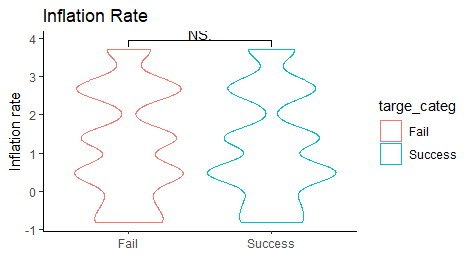 Inflation Rate
NS.
4
3
2
1
0
-1
Inflation rate
Fail
Success
targe_categ
Fail
Success